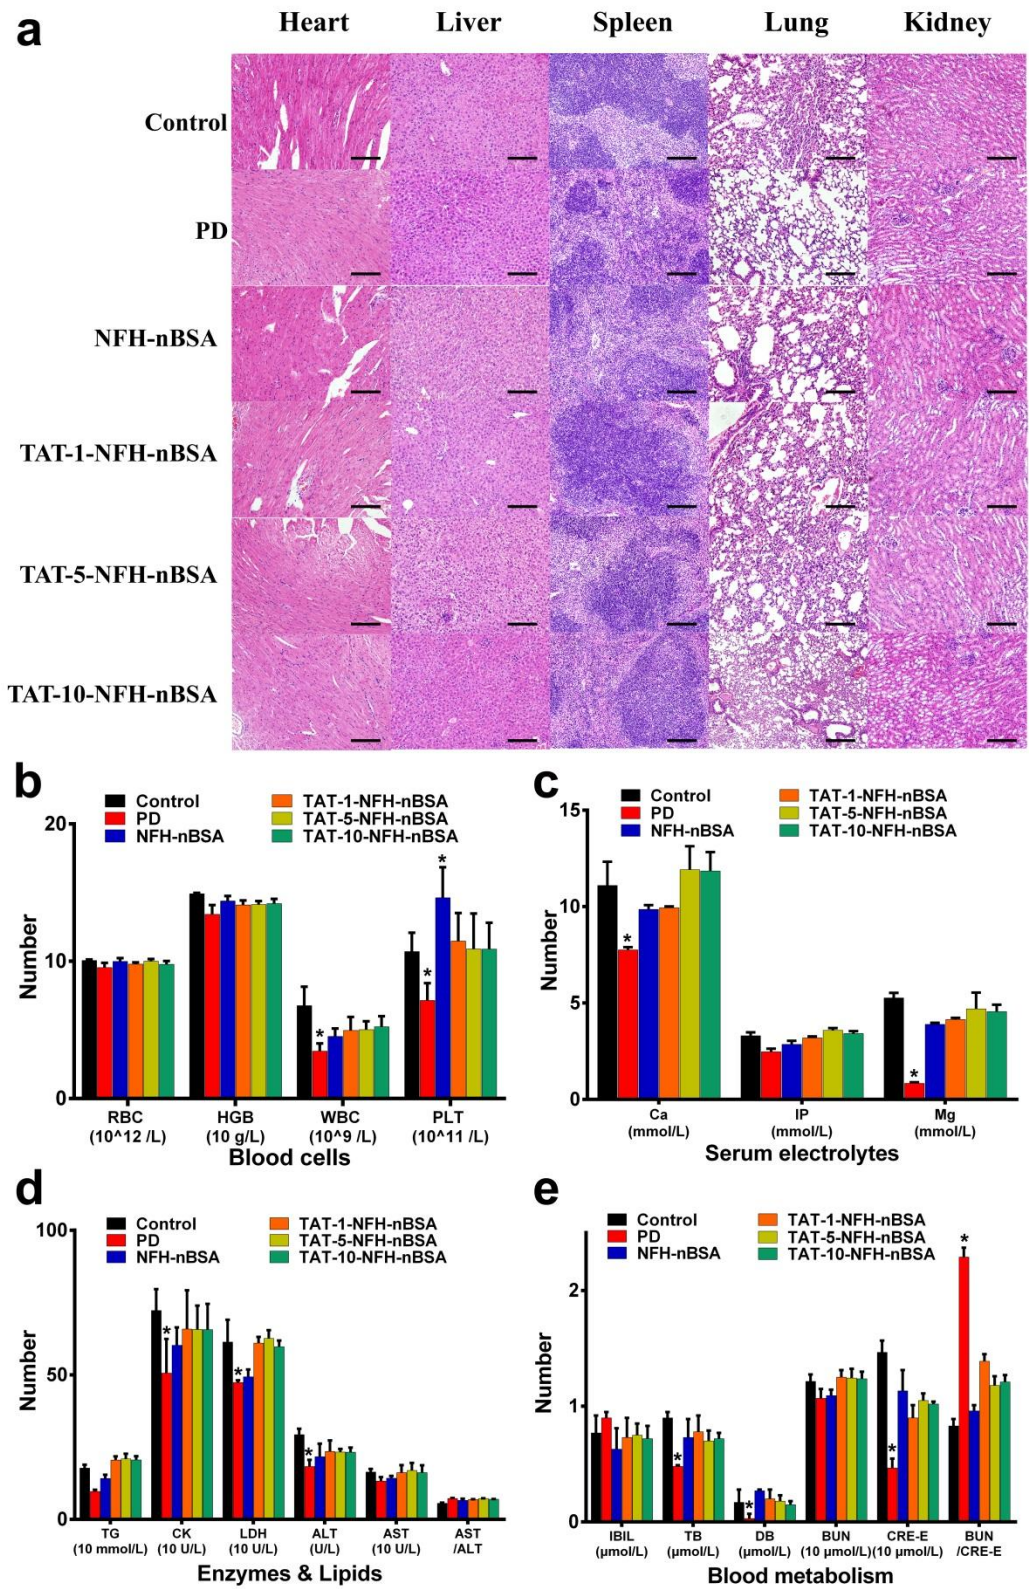 a
Heart Liver Spleen Lung Kidney
Control
PD
NFH-nBSA
TAT-1-NFH-nBSA
TAT-5-NFH-nBSA
TAT-10-NFH-nBSA
b
Control TAT-1-NFH-nBSA
PD TAT-5-NFH-nBSA
NFH-nBSA TAT-10-NFH-nBSA
20
10
0
Number
* * *
RBC HGB WBC PLT
(10^12 /L) (10 g/L) (10^9 /L) (10^11 /L)
Blood cells
c
Control TAT-1-NFH-nBSA
PD TAT-5-NFH-nBSA
NFH-nBSA TAT-10-NFH-nBSA
15
10
5
0
Number
* *
Ca IP Mg
(mmol/L) (mmol/L) (mmol/L)
Serum electrolytes
d
Control TAT-1-NFH-nBSA
PD TAT-5-NFH-nBSA
NFH-nBSA TAT-10-NFH-nBSA
100
50
0
Number
* * *
TG CK LDH ALT AST AST
(10 mmol/L) (10 U/L) (10 U/L) (U/L) (10 U/L) /ALT
Enzymes & Lipids
e
Control TAT-1-NFH-nBSA
PD TAT-5-NFH-nBSA
NFH-nBSA TAT-10-NFH-nBSA
2
1
0
Number
* * * *
IBIL TB DB BUN CRE-E BUN
(μmol/L) (μmol/L) (μmol/L) (10 μmol/L) (10 μmol/L) /CRE-E
Blood metabolism